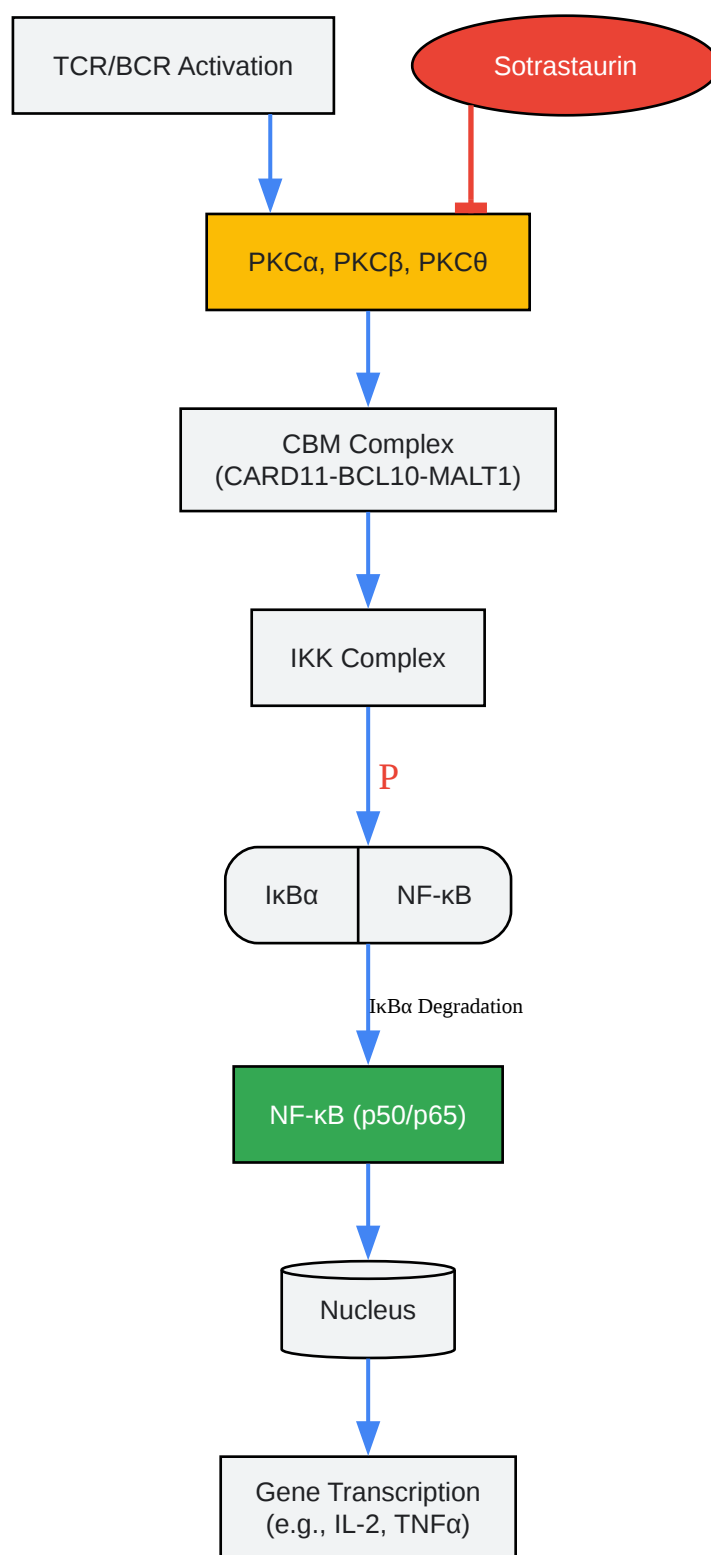 TCR/BCR Activation
Sotrastaurin
PKCα, PKCβ, PKCθ
CBM Complex
(CARD11-BCL10-MALT1)
IKK Complex
P
IκBα
NF-κB
IκBα Degradation
NF-κB (p50/p65)
Nucleus
Gene Transcription
(e.g., IL-2, TNFα)